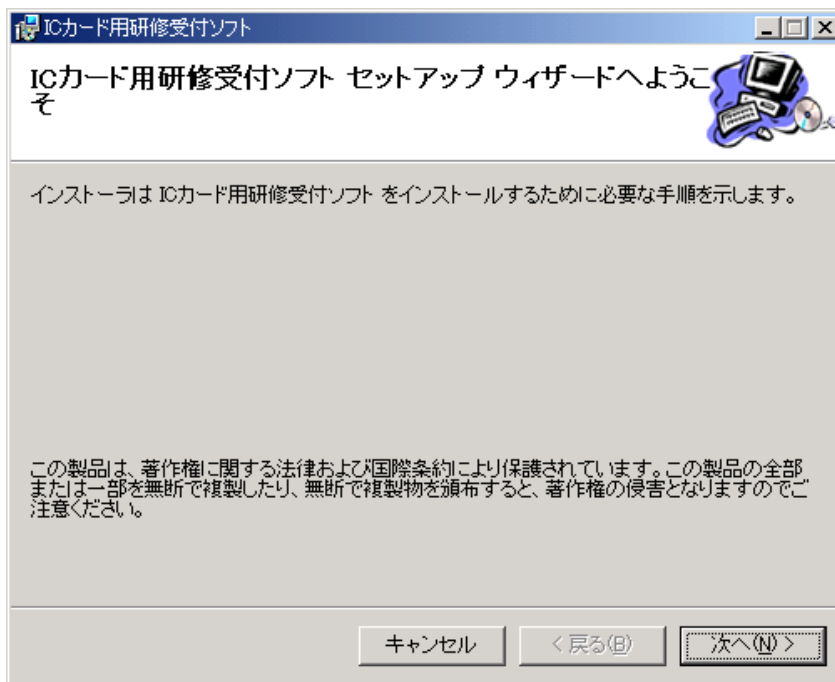 ICカード用研修受付ソフト
ICカード用研修受付ソフト セットアップ ウィザードへようこ
そ
インストーラは ICカード用研修受付ソフト をインストールするために必要な手順を示します。
この製品は、著作権に関する法律および国際条約により保護されています。この製品の全部
または一部を無断で複製したり、無断で複製物を頒布すると、著作権の侵害となりますのでご
注意ください。
キャンセル
< 戻る(B)
次へ(N) >